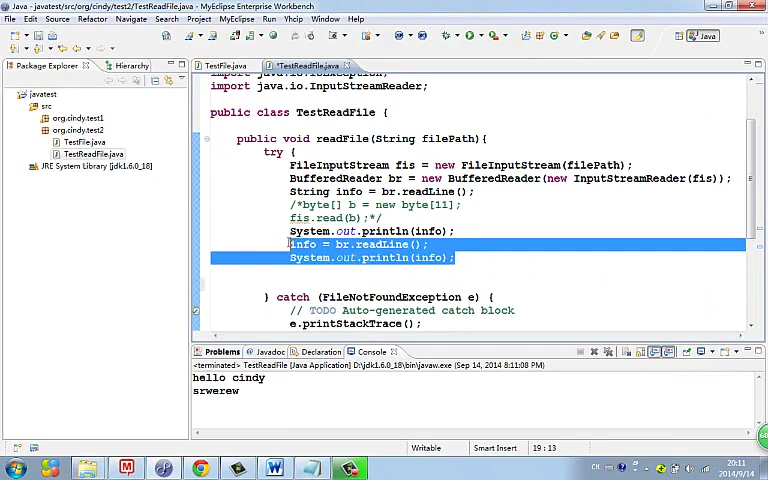 javatest/src/org/cindy/test2/TestReadFile.java - MyEclipse Workbench
File Edit Source Refactor Navigate Search Project MyEclipse Run Yhcip Window Help
Java
Package Explorer Hierarchy
javatest
src
org.cindy.test1
org.cindy.test2
TestFile.java
TestReadFile.java
JRE System Library [jdk1.6.0_18]
TestFile.java *TestReadFile.java
import java.io.IOException;
import java.io.InputStreamReader;
public class TestReadFile {
public void readFile(String filePath){
try {
FileInputStream fis = new FileInputStream(filePath);
BufferedReader br = new BufferedReader(new InputStreamReader(fis));
String info = br.readLine();
/*byte[] b = new byte[11];
fis.read(b);*/
System.out.println(info);
info = br.readLine();
System.out.println(info);
} catch (FileNotFoundException e) {
// TODO Auto-generated catch block
e.printStackTrace();
Problems Javadoc Declaration Console
<terminated> TestReadFile [Java Application] D:\jdk1.6.0_18\bin\javaw.exe (Sep 14, 2014 8:11:08 PM)
hello cindy
srwerew
Writable Smart Insert 19 : 13
68
CH
20:11
2014/9/14